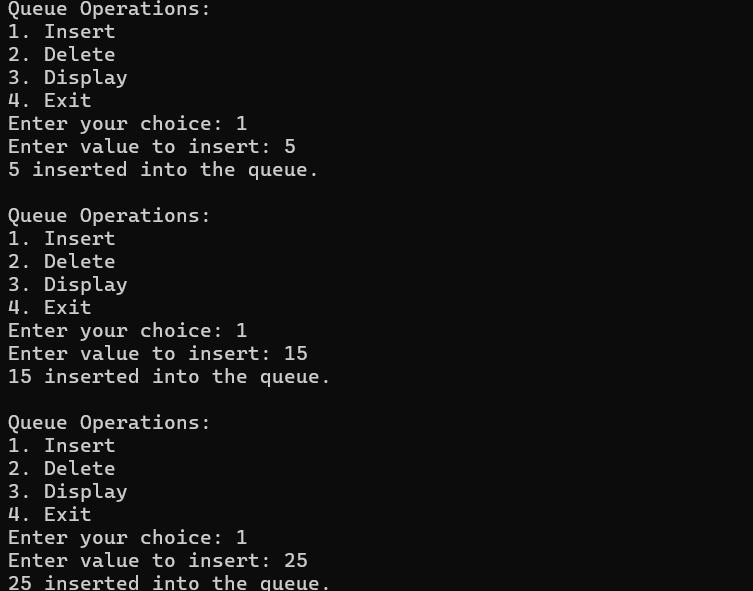 Queue Operations:
1. Insert
2. Delete
3. Display
4. Exit
Enter your choice: 1
Enter value to insert: 5
5 inserted into the queue.

Queue Operations:
1. Insert
2. Delete
3. Display
4. Exit
Enter your choice: 1
Enter value to insert: 15
15 inserted into the queue.

Queue Operations:
1. Insert
2. Delete
3. Display
4. Exit
Enter your choice: 1
Enter value to insert: 25
25 inserted into the queue.